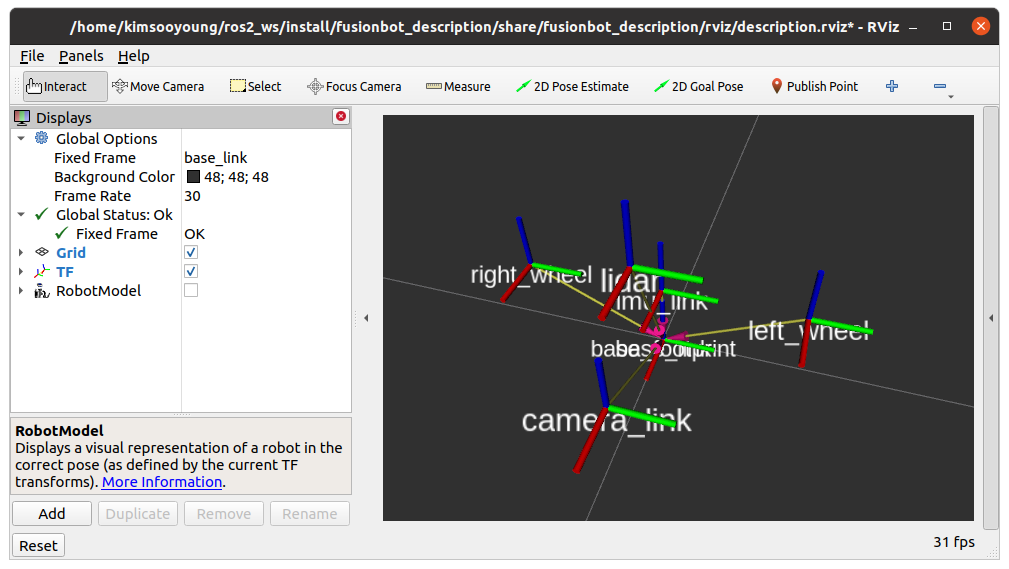 /home/kimsooyoung/ros2_ws/install/fusionbot_description/share/fusionbot_description/rviz/description.rviz* - RViz
File Panels Help
Interact Move Camera Select Focus Camera Measure 2D Pose Estimate 2D Goal Pose Publish Point
Displays
Global Options
Fixed Frame base_link
Background Color 48; 48; 48
Frame Rate 30
Global Status: Ok
Fixed Frame OK
Grid
TF
RobotModel
RobotModel
Displays a visual representation of a robot in the
correct pose (as defined by the current TF
transforms). More Information.
Add Duplicate Remove Rename
Reset
right_wheel
lidar
imu_link
left_wheel
camera_link
31 fps